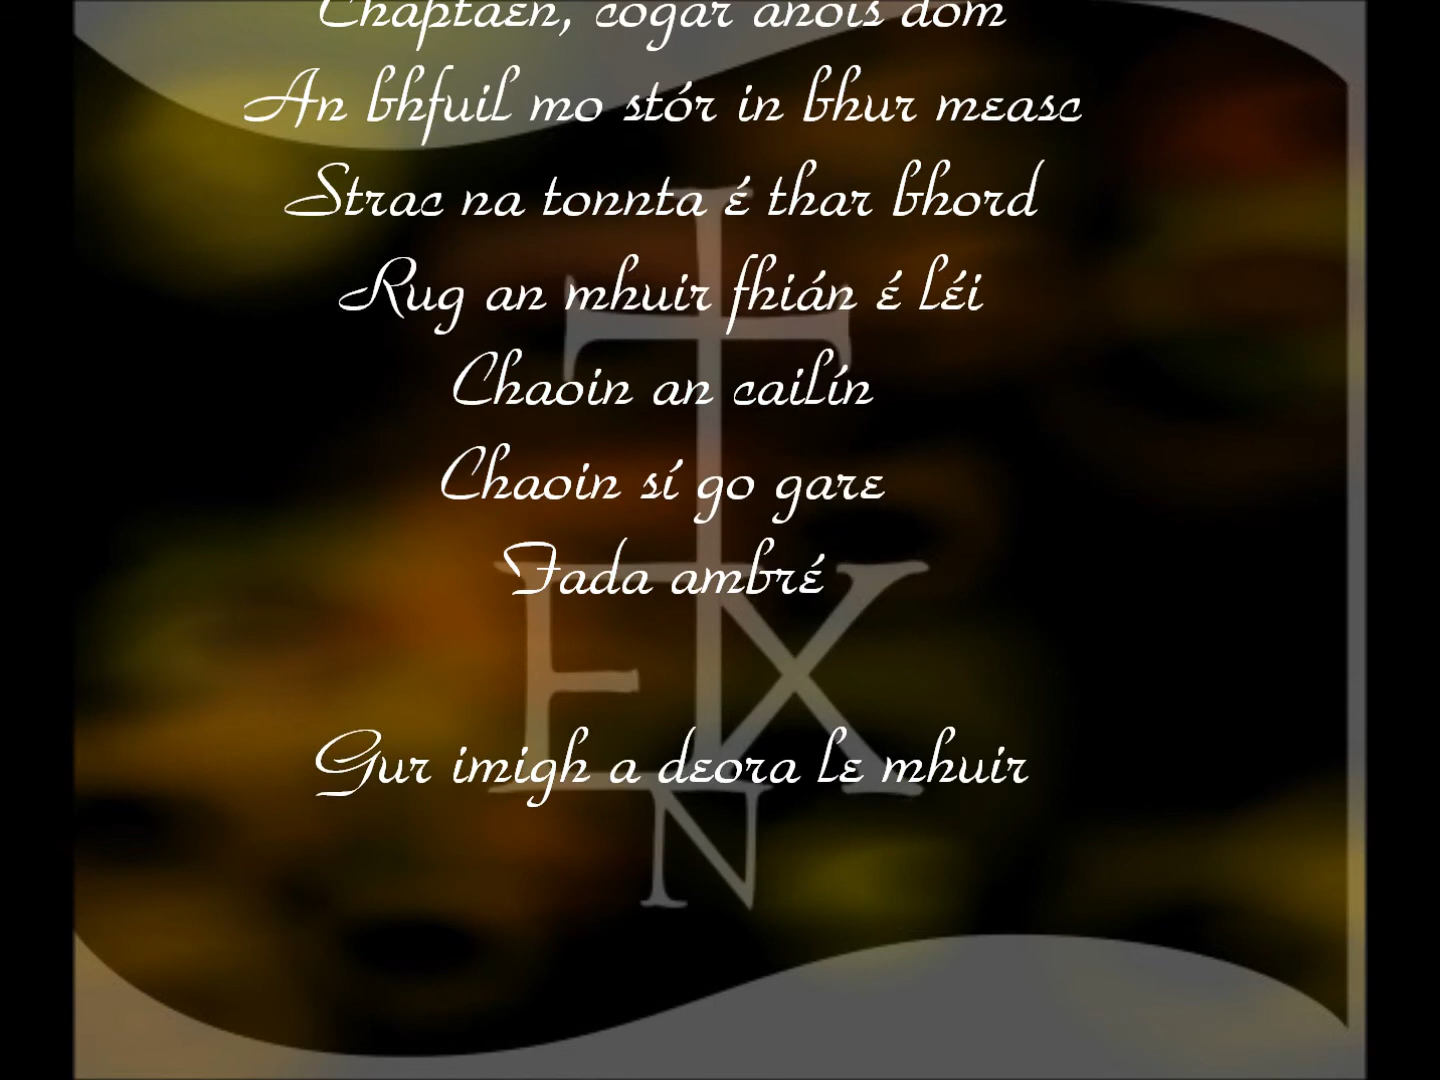 Chaptaen, cogar anois dom
An bhfuil mo stór in bhur measc
Strac na tonnta é thar bhord
Rug an mhuir fhián é léi
Chaoin an cailín
Chaoin sí go gare
Fada ambré
Gur imigh a deora le mhuir
T
EX
N